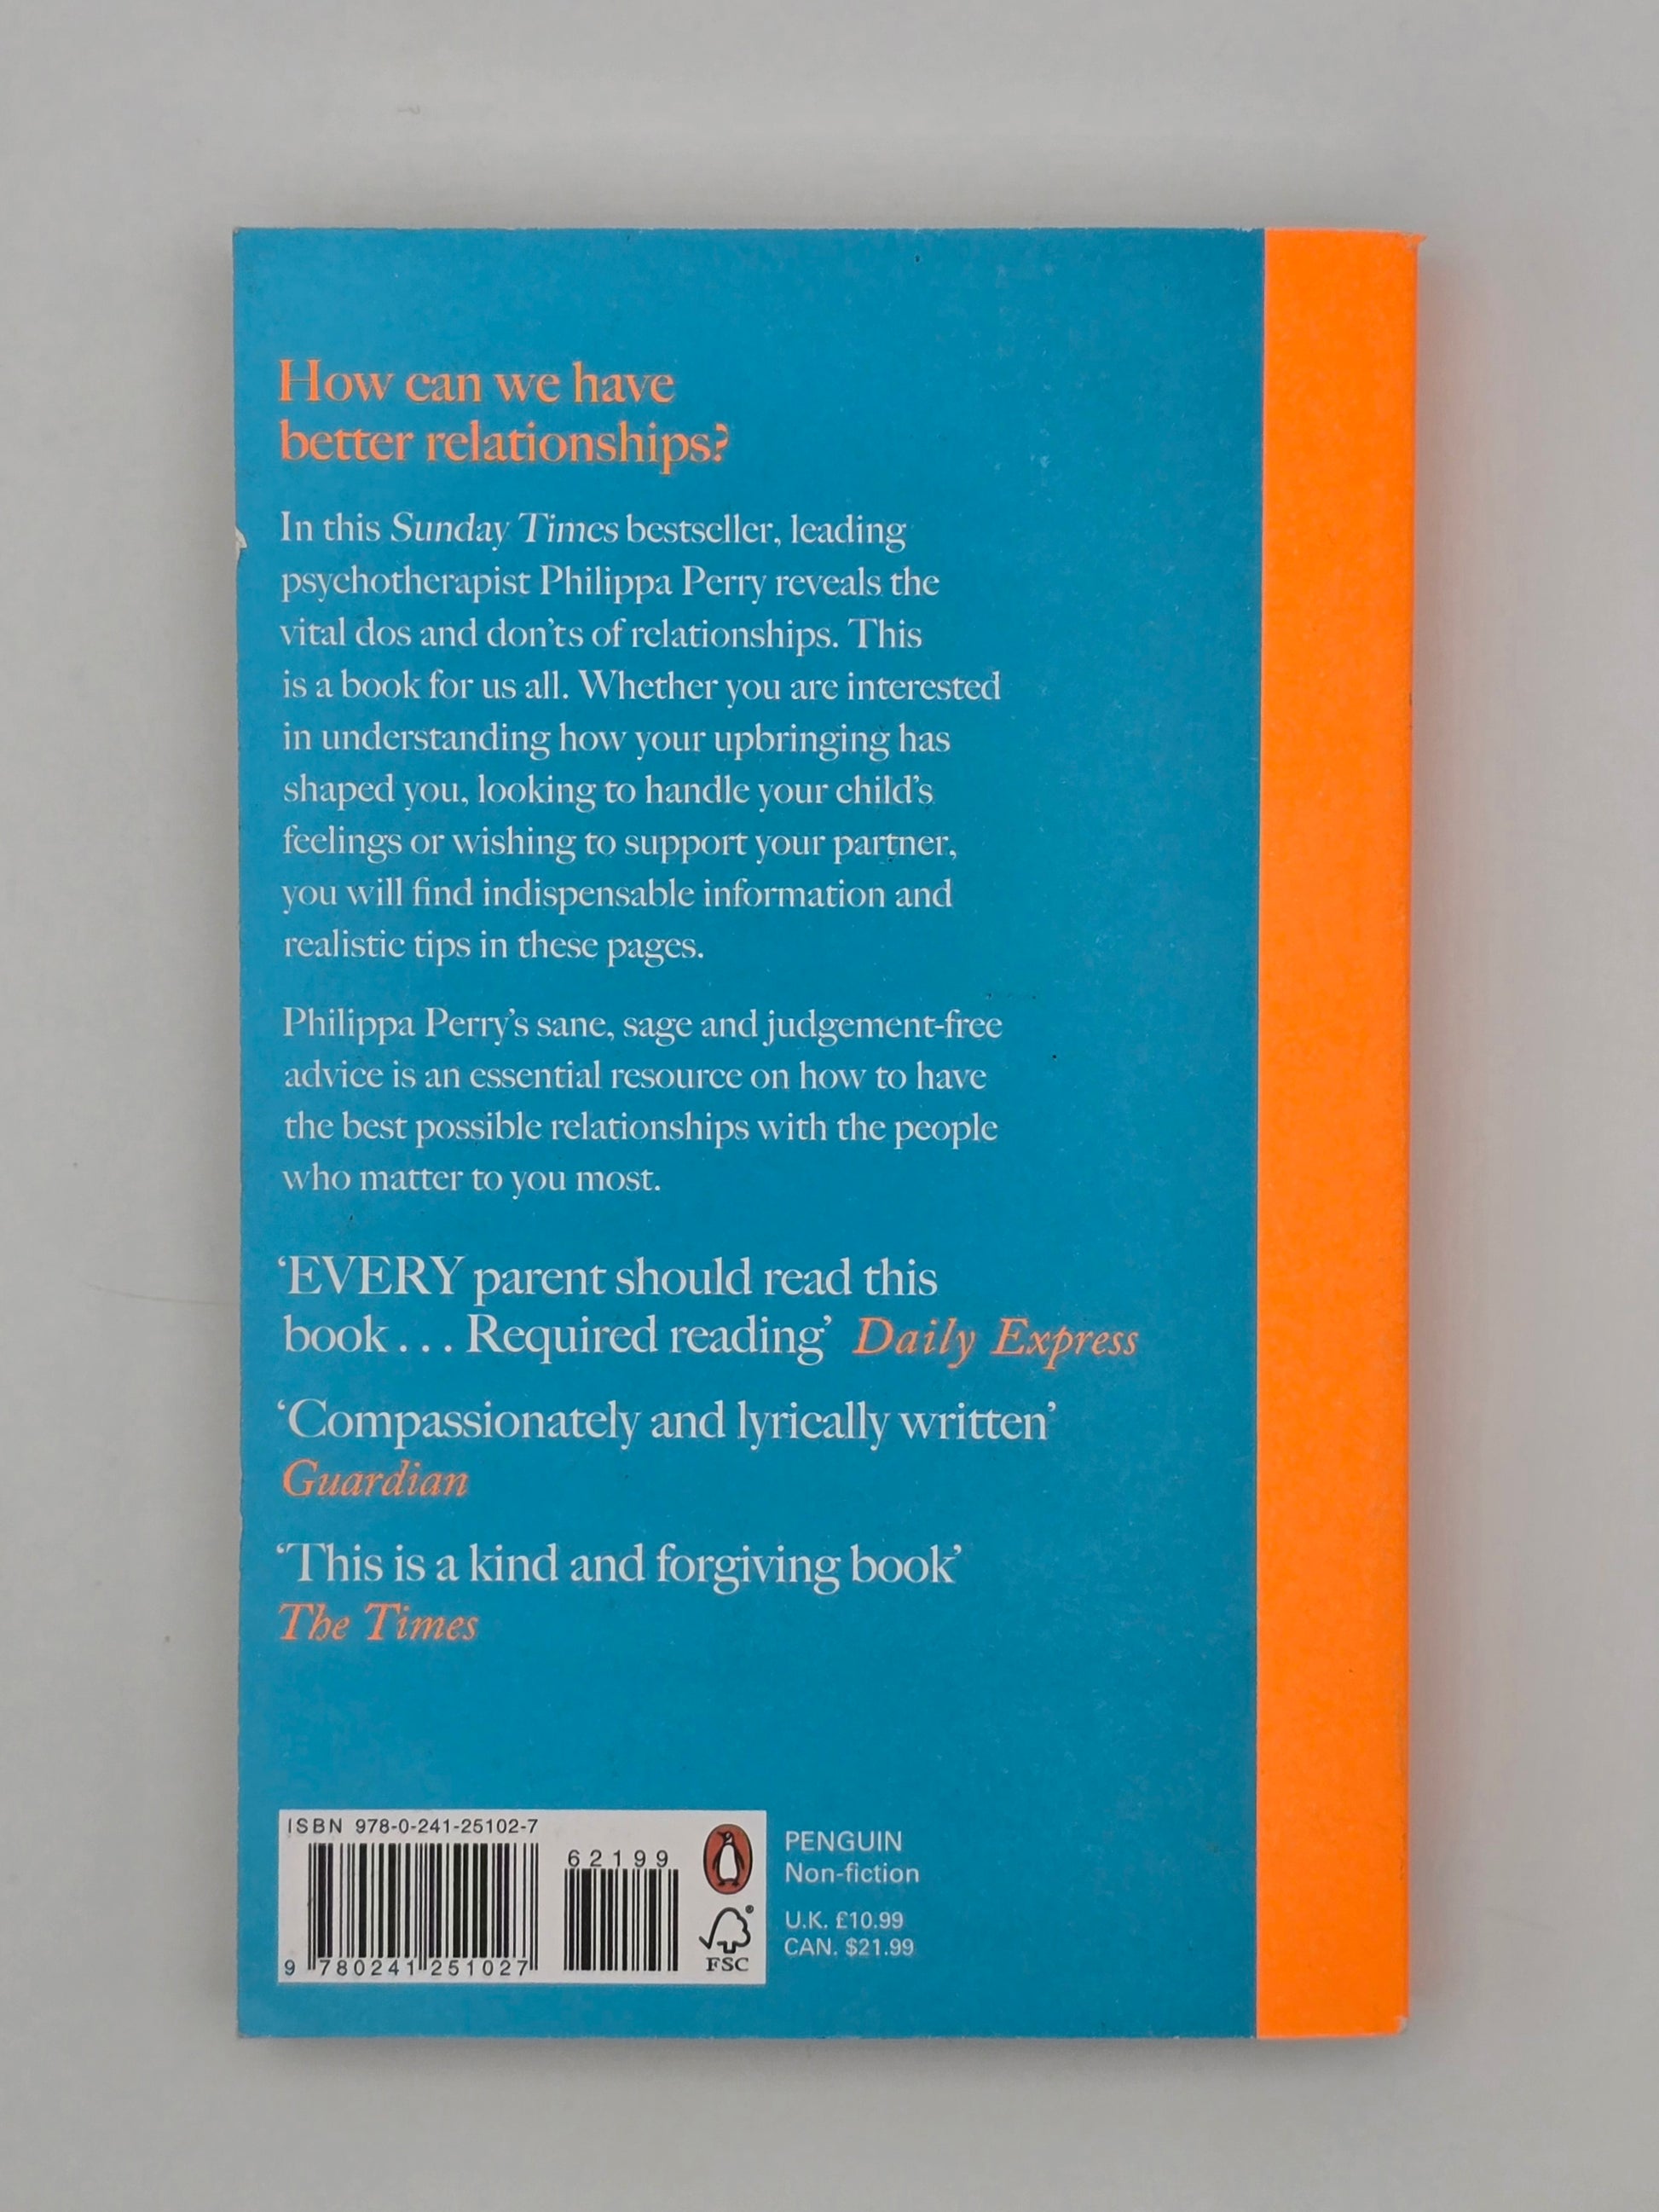 How can we have
better relationships?
In this Sunday Times bestseller, leading
psychotherapist Philippa Perry reveals the
vital dos and don'ts of relationships. This
is a book for us all. Whether you are interested
in understanding how your upbringing has
shaped you, looking to handle your child's
feelings or wishing to support your partner,
you will find indispensable information and
realistic tips in these pages.
Philippa Perry's sane, sage and judgement-free
advice is an essential resource on how to have
the best possible relationships with the people
who matter to you most.
‘EVERY parent should read this
book . . . Required reading’ Daily Express
‘Compassionately and lyrically written’
Guardian
‘This is a kind and forgiving book’
The Times
ISBN 978-0-241-25102-7
62199
9 780241 251027
FSC
PENGUIN
Non-fiction
U.K. £10.99
CAN. $21.99